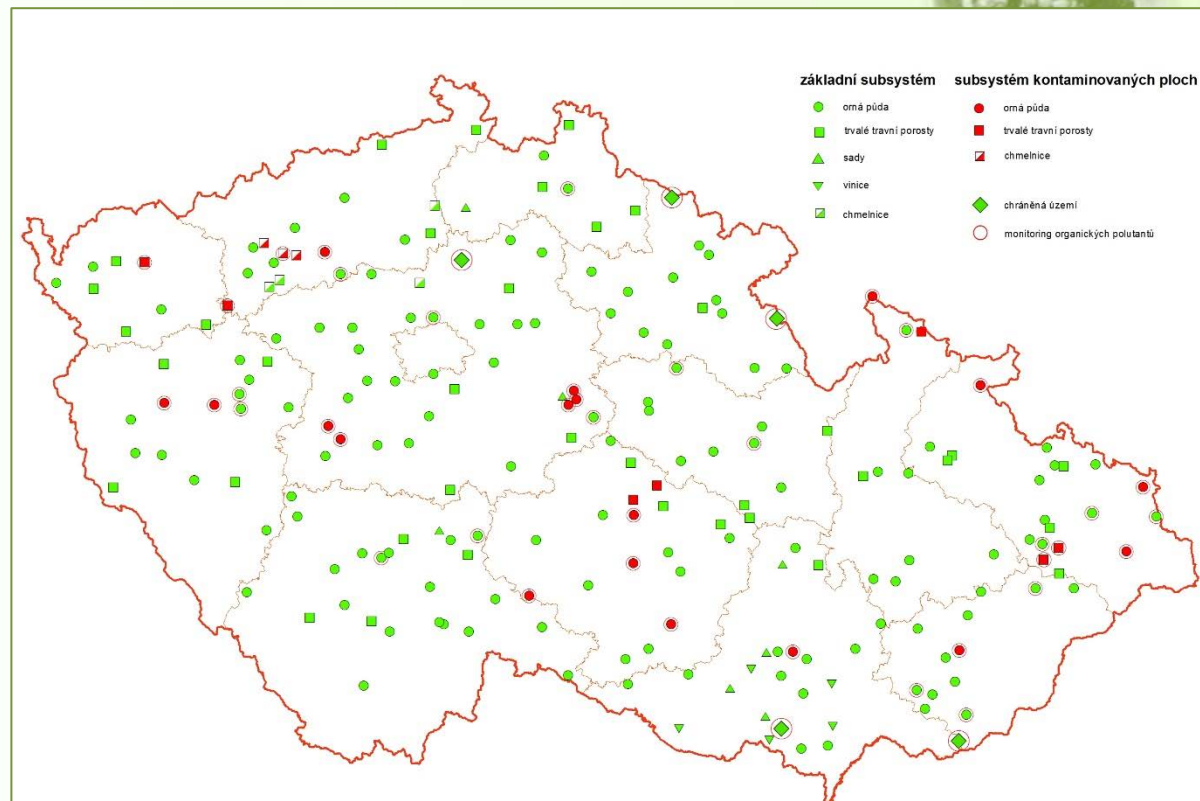 základní subsystém
orná půda
trvalé travní porosty
sady
vinice
chmelnice
subsystém kontaminovaných ploch
orná půda
trvalé travní porosty
chmelnice
chráněná území
monitoring organických polutantů